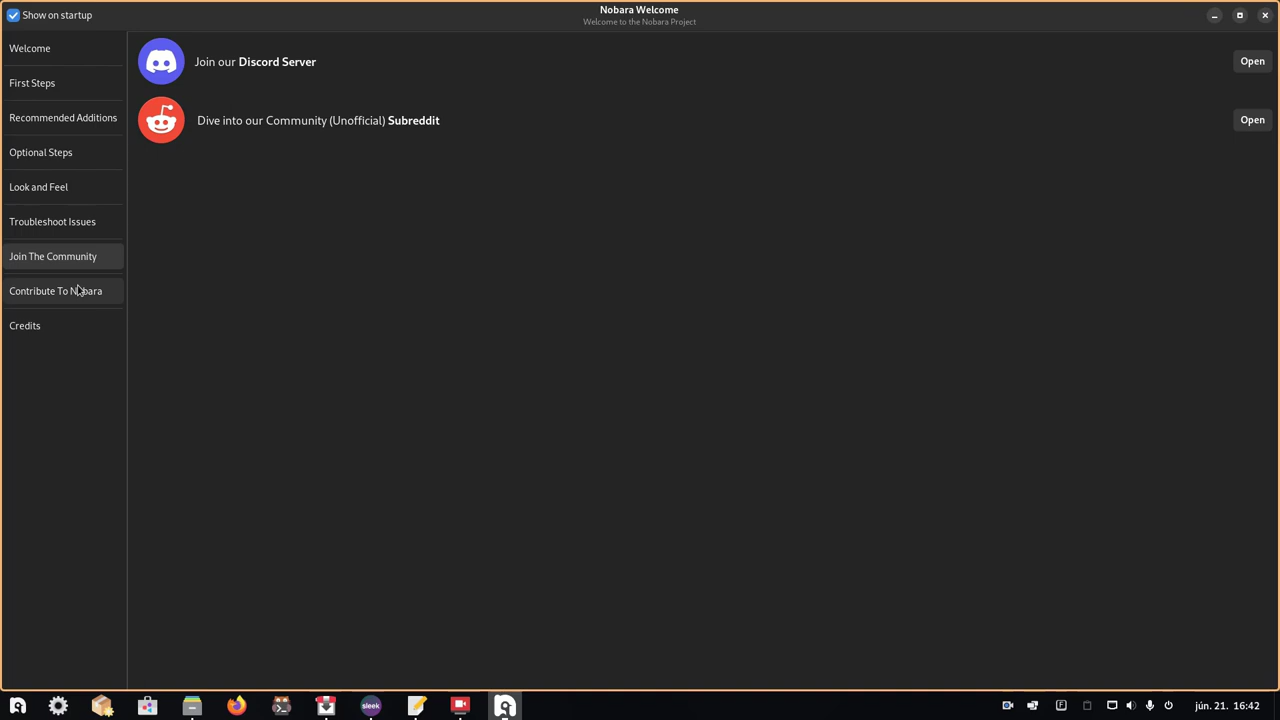 Show on startup
Nobara Welcome
Welcome to the Nobara Project
Welcome
First Steps
Recommended Additions
Optional Steps
Look and Feel
Troubleshoot Issues
Join The Community
Contribute To Nobara
Credits
Join our Discord Server
Open
Dive into our Community (Unofficial) Subreddit
Open
sleek
jún. 21. 16:42